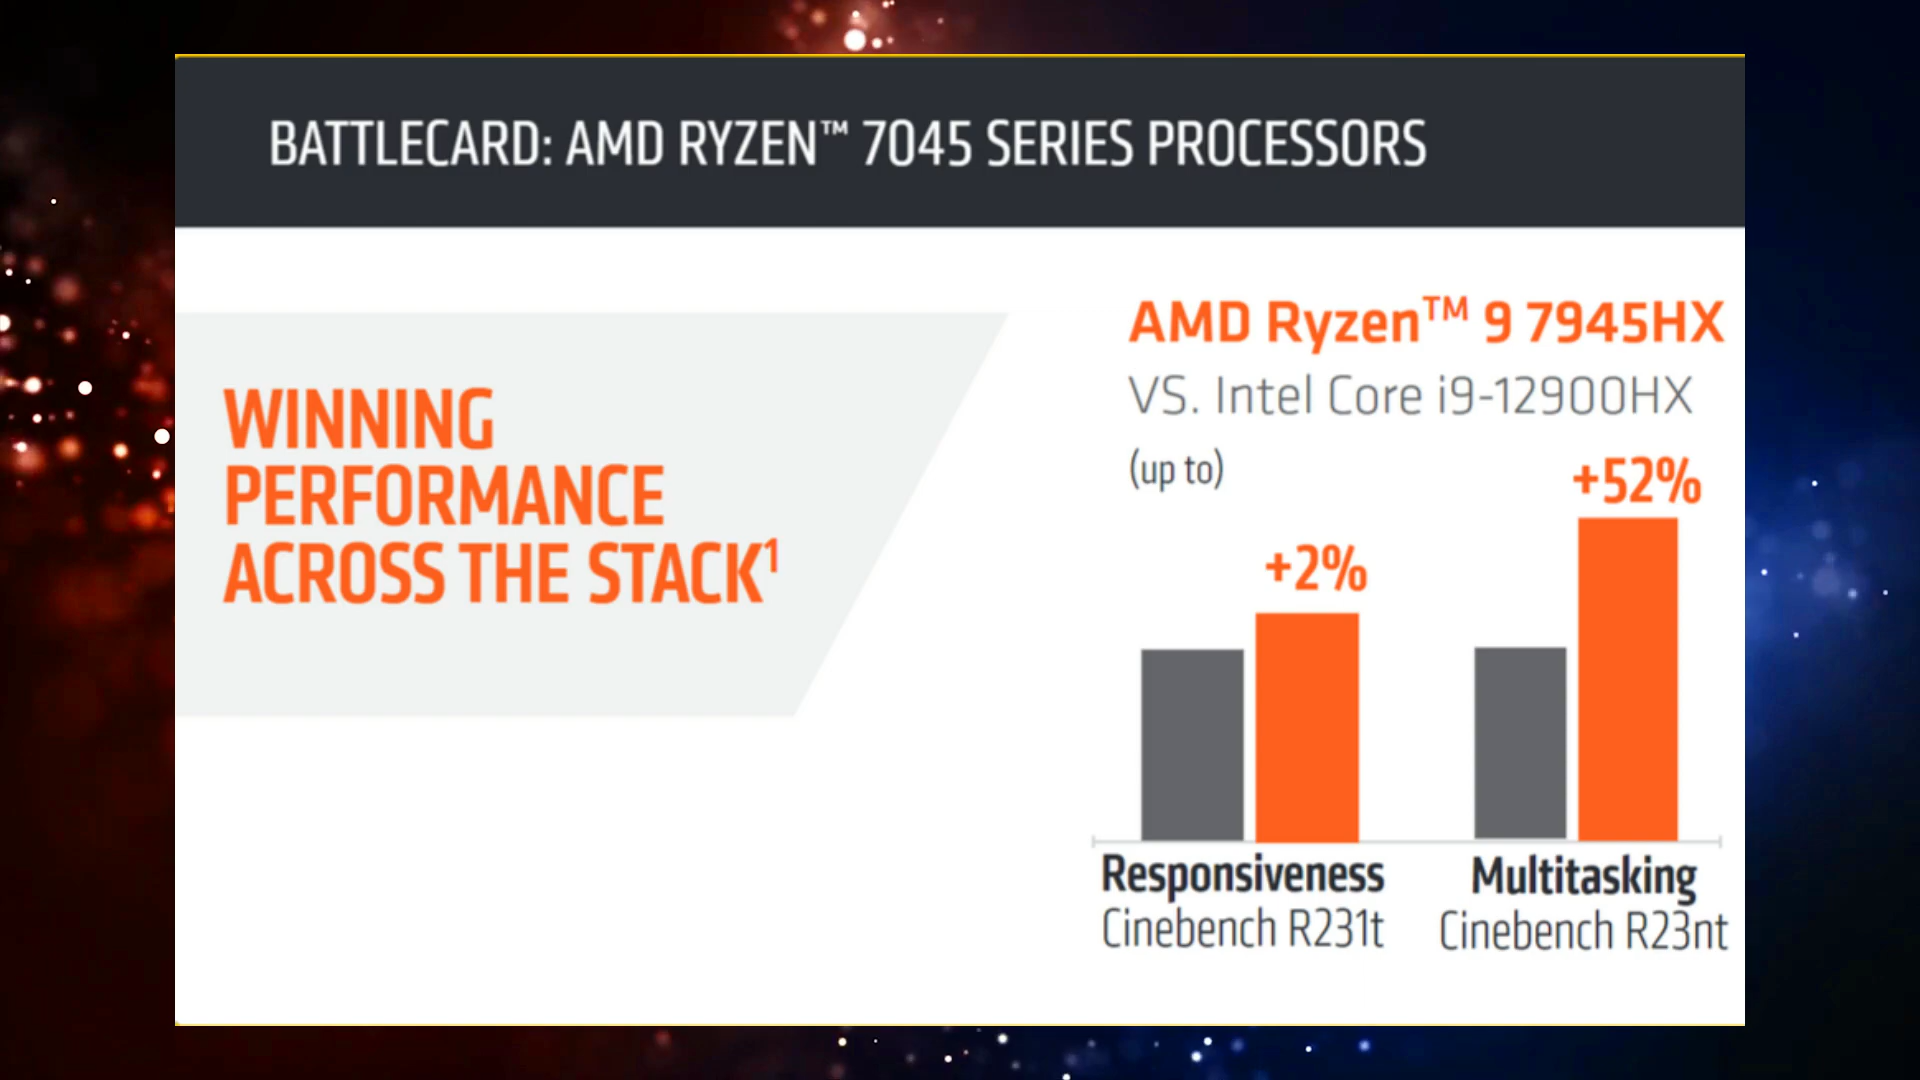 BATTLECARD: AMD RYZEN™ 7045 SERIES PROCESSORS
WINNING
PERFORMANCE
ACROSS THE STACK¹
AMD Ryzen™ 9 7945HX
VS. Intel Core i9-12900HX
(up to)
+2%
+52%
Responsiveness
Cinebench R231t
Multitasking
Cinebench R23nt